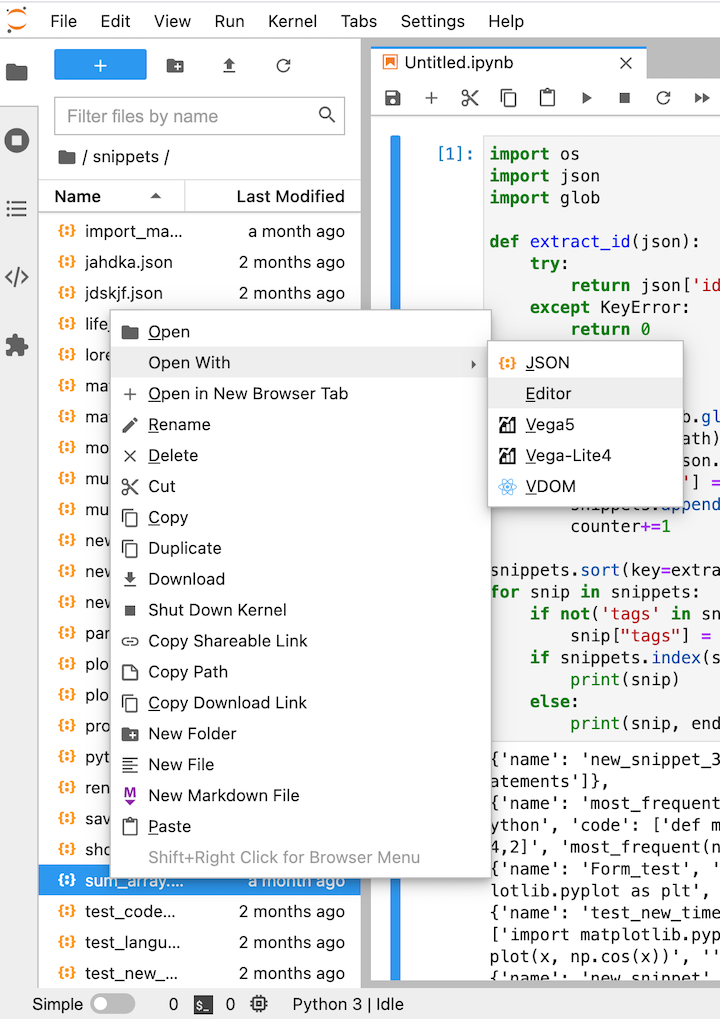 File Edit View Run Kernel Tabs Settings Help
Untitled.ipynb
Filter files by name
/ snippets /
Name Last Modified
import_ma... a month ago
jahdka.json 2 months ago
jdskjf.json 2 months ago
life
lore
ma
ma
mo
mu
mu
new
new
new
par
plo
plo
pro
pyt
ren
sav
sho
sum_array.... a month ago
test_code... 2 months ago
test_langu... 2 months ago
test_new_... 2 months ago
Open
Open With
Open in New Browser Tab
Rename
Delete
Cut
Copy
Duplicate
Download
Shut Down Kernel
Copy Shareable Link
Copy Path
Copy Download Link
New Folder
New File
M New Markdown File
Paste
Shift+Right Click for Browser Menu
JSON
Editor
Vega5
Vega-Lite4
VDOM
[1]: import os
import json
import glob
def extract_id(json):
try:
return json['id
except KeyError:
return 0
b.gl
ath)
son.
'] =
snippets.append
counter+=1
snippets.sort(key=extra
for snip in snippets:
if not('tags' in sn
snip["tags"] =
if snippets.index(s
print(snip)
else:
print(snip, end
{'name': 'new_snippet_3
atements']},
{'name': 'most_frequent
ython', 'code': ['def m
4,2]', 'most_frequent(n
{'name': 'Form_test', '
lotlib.pyplot as plt',
{'name': 'test_new_time
['import matplotlib.pyp
plot(x, np.cos(x))', ''
{'name': 'new_snippet'
Simple 0 $_ 0 Python 3 | Idle